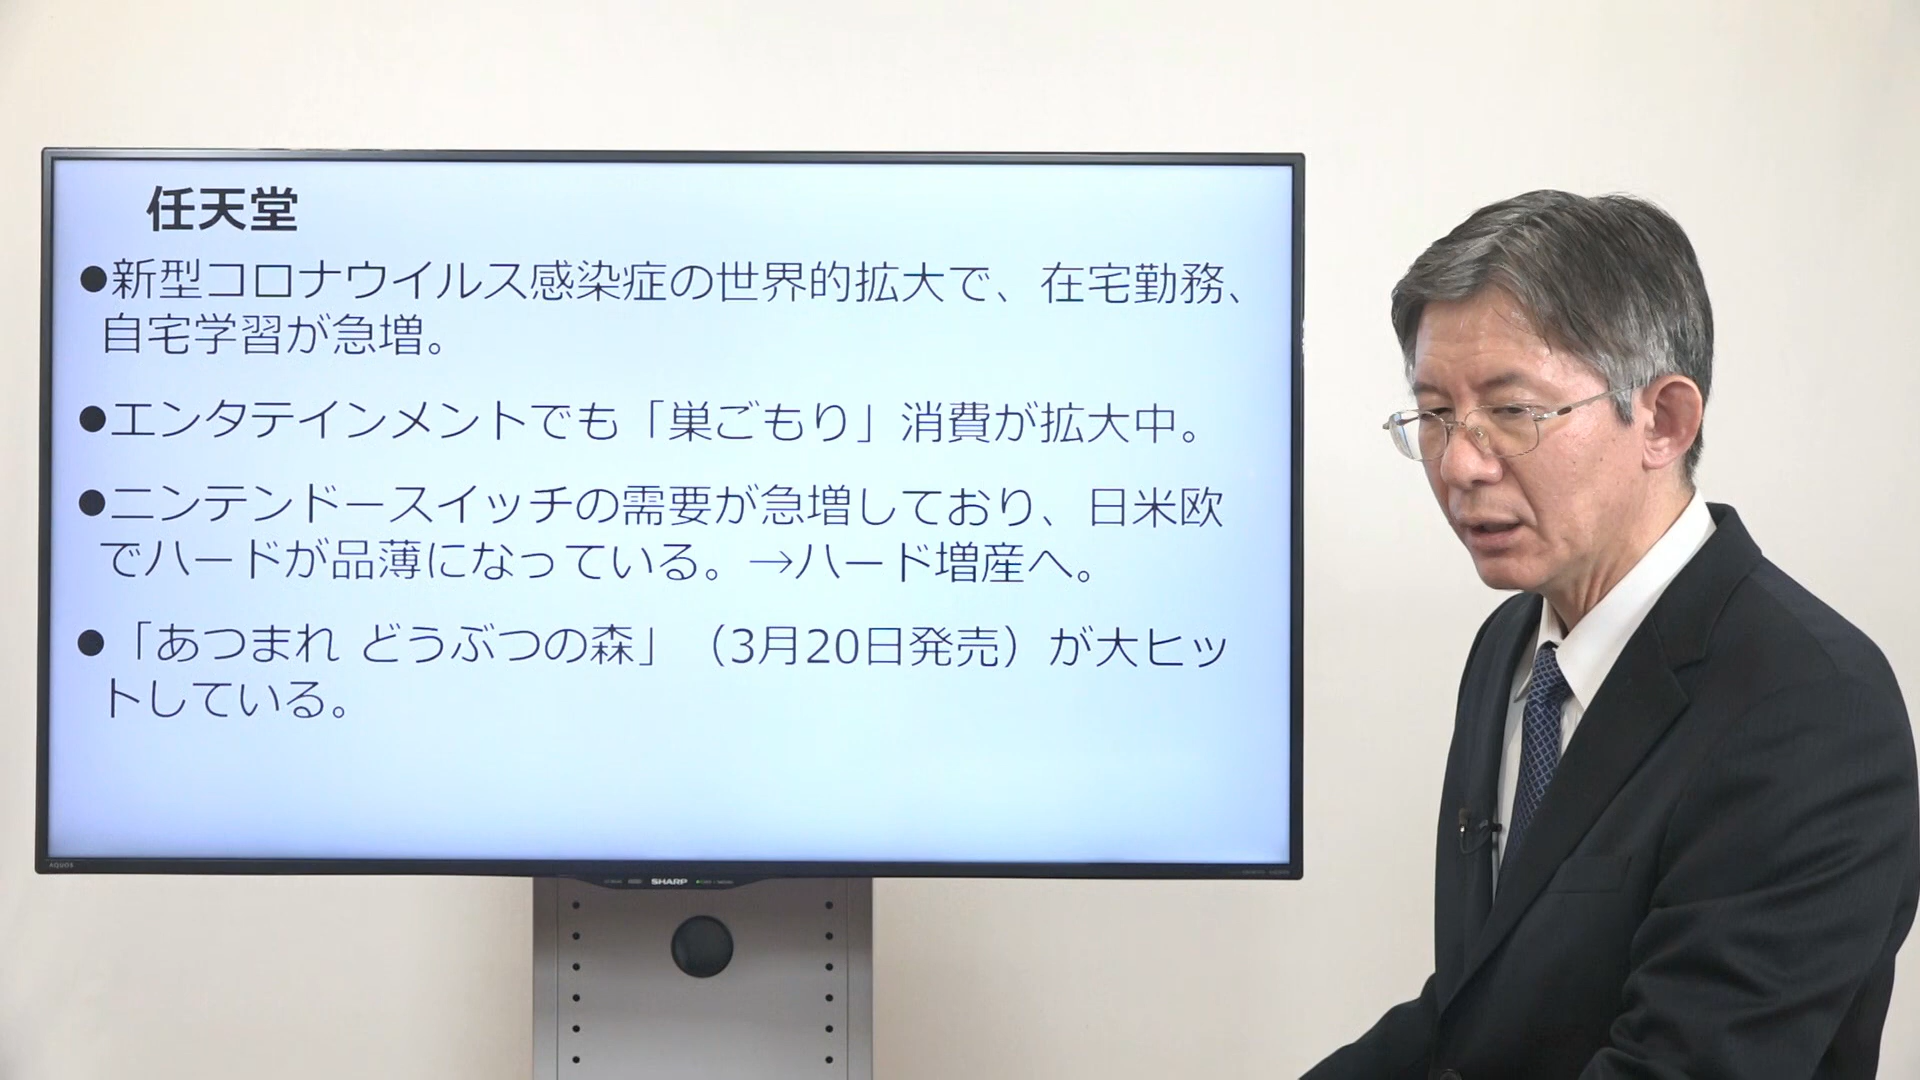 任天堂
●新型コロナウイルス感染症の世界的拡大で、在宅勤務、
自宅学習が急増。
●エンタテインメントでも「巣ごもり」消費が拡大中。
●ニンテンドースイッチの需要が急増しており、日米欧
でハードが品薄になっている。→ハード増産へ。
●「あつまれ どうぶつの森」（3月20日発売）が大ヒッ
トしている。
AQUOS
SHARP